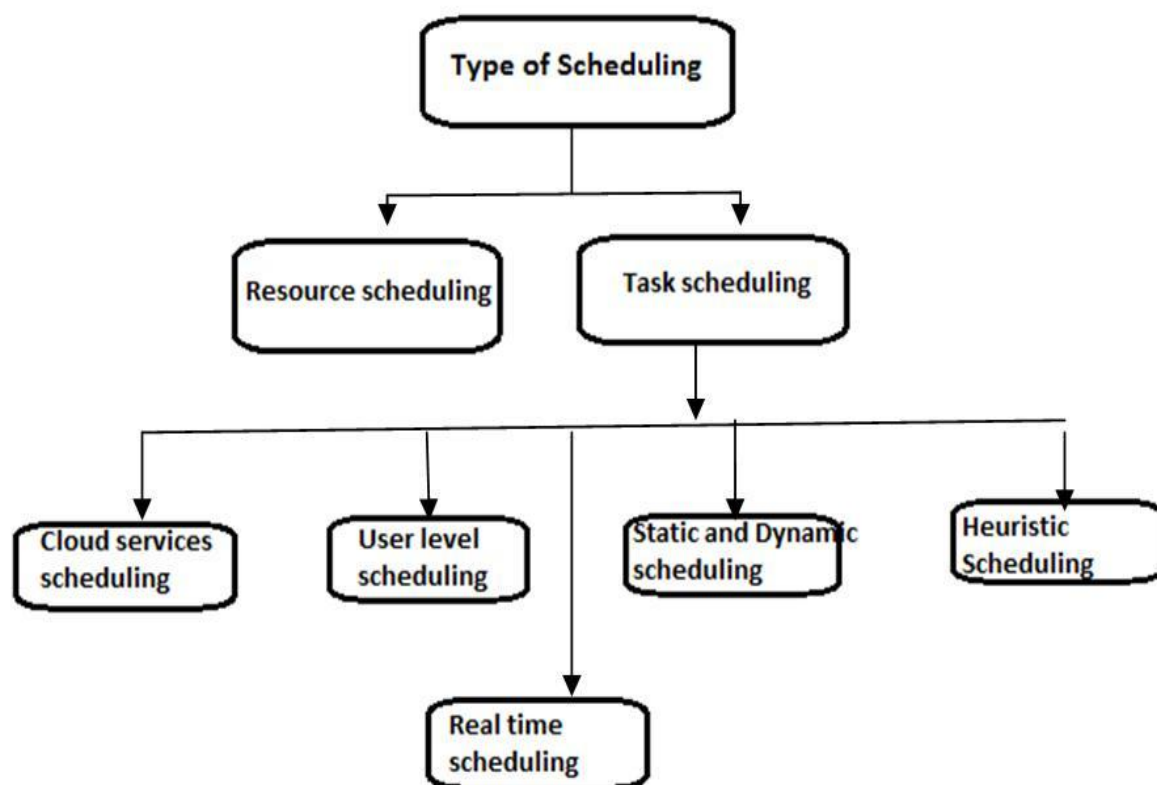 Type of Scheduling
Resource scheduling
Task scheduling
Cloud services
scheduling
User level
scheduling
Static and Dynamic
scheduling
Heuristic
Scheduling
Real time
scheduling